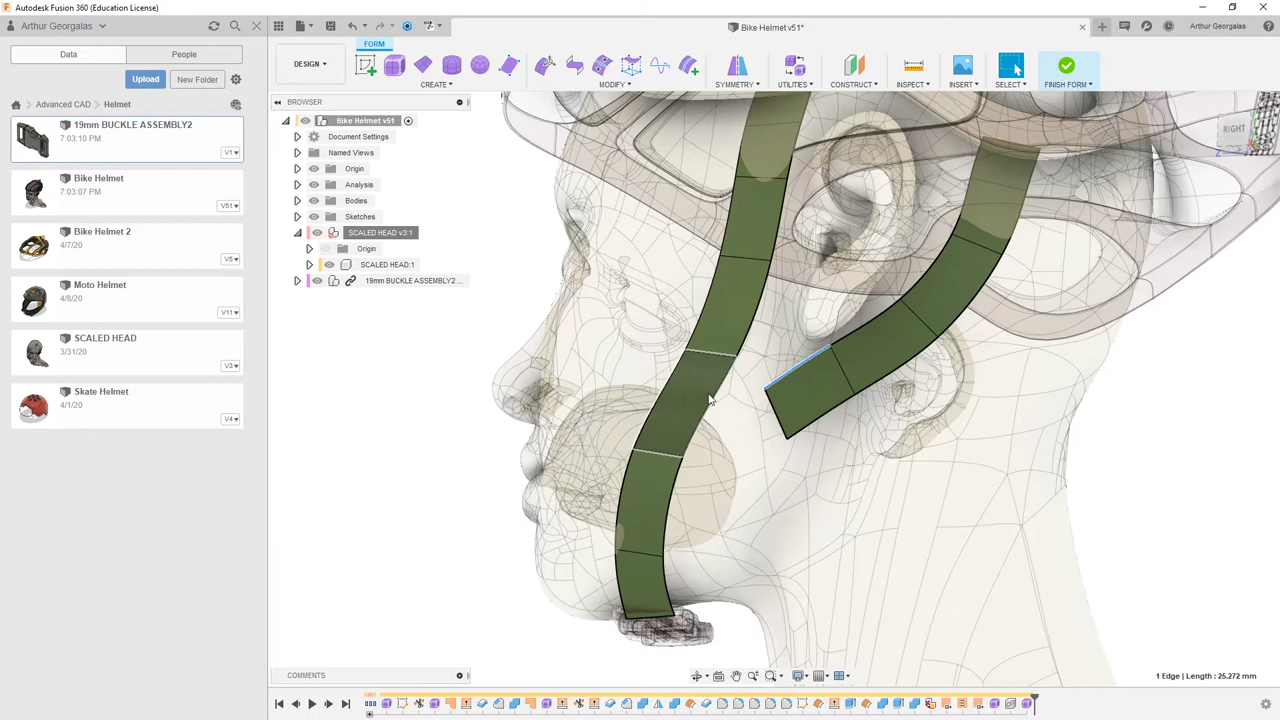 Autodesk Fusion 360 (Education License)
Arthur Georgalas
Bike Helmet v51*
Arthur Georgalas
Data
People
FORM
DESIGN
CREATE
MODIFY
SYMMETRY
UTILITIES
CONSTRUCT
INSPECT
INSERT
SELECT
FINISH FORM
Upload
New Folder
BROWSER
Advanced CAD
Helmet
Bike Helmet v51
19mm BUCKLE ASSEMBLY2
7:03:10 PM
V1
Document Settings
Named Views
Origin
Analysis
Bodies
Sketches
SCALED HEAD v3:1
Origin
SCALED HEAD:1
19mm BUCKLE ASSEMBLY2 ...
Bike Helmet
7:03:07 PM
V51
Bike Helmet 2
4/7/20
V5
Moto Helmet
4/8/20
V11
SCALED HEAD
3/31/20
V3
Skate Helmet
4/1/20
V4
RIGHT
COMMENTS
1 Edge | Length : 25.272 mm